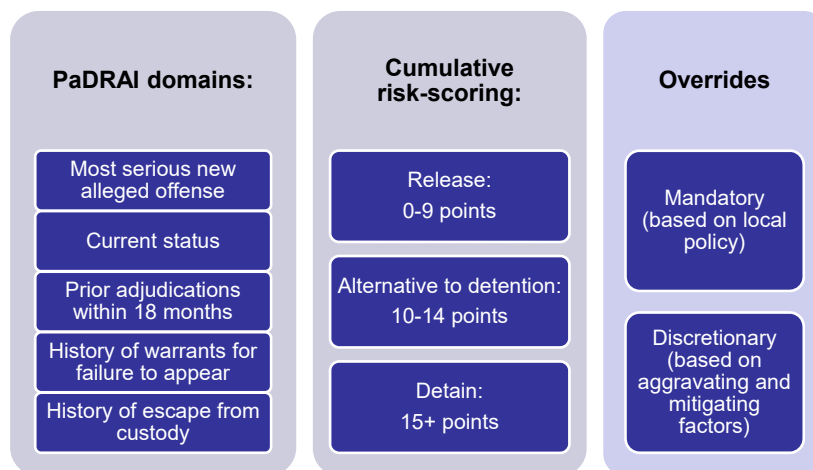 PaDRAI domains:
Most serious new
alleged offense
Current status
Prior adjudications
within 18 months
History of warrants for
failure to appear
History of escape from
custody
Cumulative
risk-scoring:
Release:
0-9 points
Alternative to detention:
10-14 points
Detain:
15+ points
Overrides
Mandatory
(based on local
policy)
Discretionary
(based on
aggravating and
mitigating
factors)